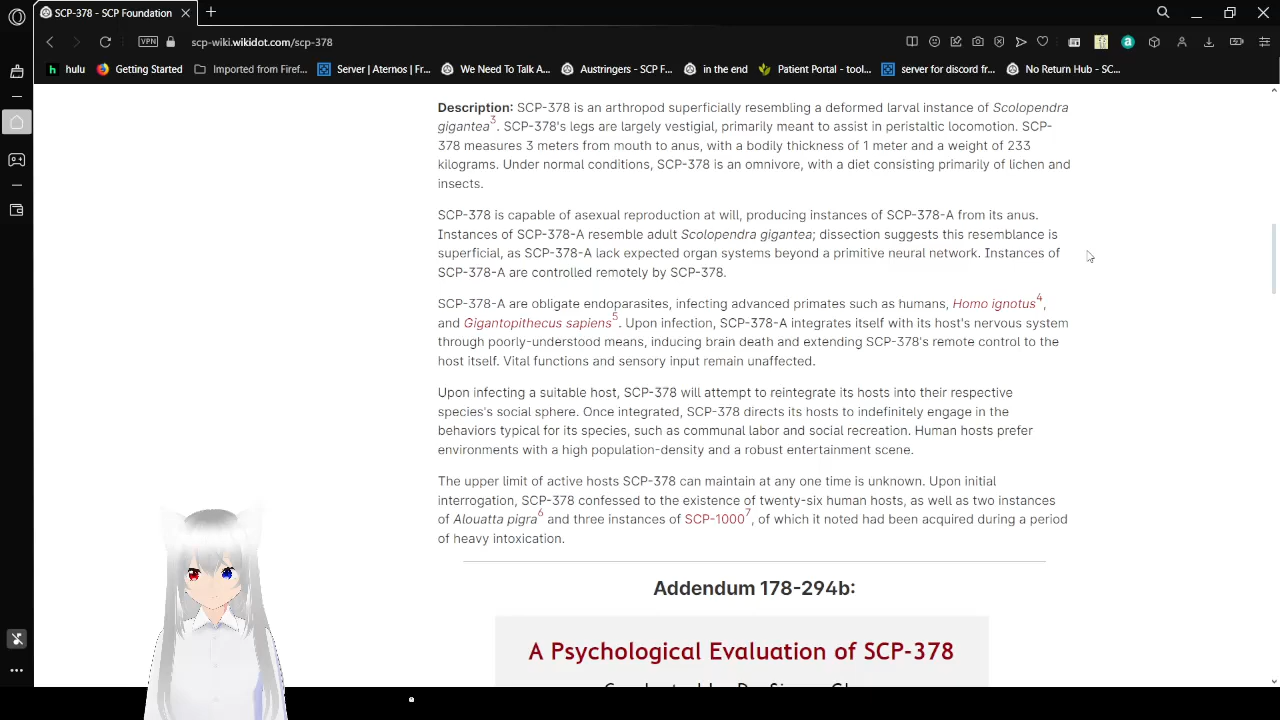 SCP-378 - SCP Foundation
VPN
scp-wiki.wikidot.com/scp-378
hulu
Getting Started
Imported from Firef...
Server | Aternos | Fr...
We Need To Talk A...
Austringers - SCP F...
in the end
Patient Portal - tool...
server for discord fr...
No Return Hub - SC...
Description: SCP-378 is an arthropod superficially resembling a deformed larval instance of Scolopendra
gigantea3. SCP-378's legs are largely vestigial, primarily meant to assist in peristaltic locomotion. SCP-
378 measures 3 meters from mouth to anus, with a bodily thickness of 1 meter and a weight of 233
kilograms. Under normal conditions, SCP-378 is an omnivore, with a diet consisting primarily of lichen and
insects.
SCP-378 is capable of asexual reproduction at will, producing instances of SCP-378-A from its anus.
Instances of SCP-378-A resemble adult Scolopendra gigantea; dissection suggests this resemblance is
superficial, as SCP-378-A lack expected organ systems beyond a primitive neural network. Instances of
SCP-378-A are controlled remotely by SCP-378.
SCP-378-A are obligate endoparasites, infecting advanced primates such as humans, Homo ignotus4,
and Gigantopithecus sapiens5. Upon infection, SCP-378-A integrates itself with its host's nervous system
through poorly-understood means, inducing brain death and extending SCP-378's remote control to the
host itself. Vital functions and sensory input remain unaffected.
Upon infecting a suitable host, SCP-378 will attempt to reintegrate its hosts into their respective
species's social sphere. Once integrated, SCP-378 directs its hosts to indefinitely engage in the
behaviors typical for its species, such as communal labor and social recreation. Human hosts prefer
environments with a high population-density and a robust entertainment scene.
The upper limit of active hosts SCP-378 can maintain at any one time is unknown. Upon initial
interrogation, SCP-378 confessed to the existence of twenty-six human hosts, as well as two instances
of Alouatta pigra6 and three instances of SCP-10007, of which it noted had been acquired during a period
of heavy intoxication.
Addendum 178-294b:
A Psychological Evaluation of SCP-378